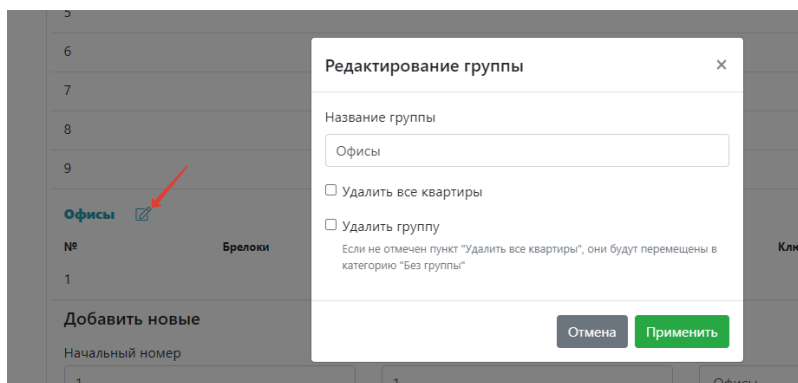 5
6
7
8
9
Офисы
№ Брелоки
1
Добавить новые
Начальный номер
1 1 Офисы
Редактирование группы ×
Название группы
Офисы
Удалить все квартиры
Удалить группу
Если не отмечен пункт "Удалить все квартиры", они будут перемещены в
категорию "Без группы"
Отмена Применить